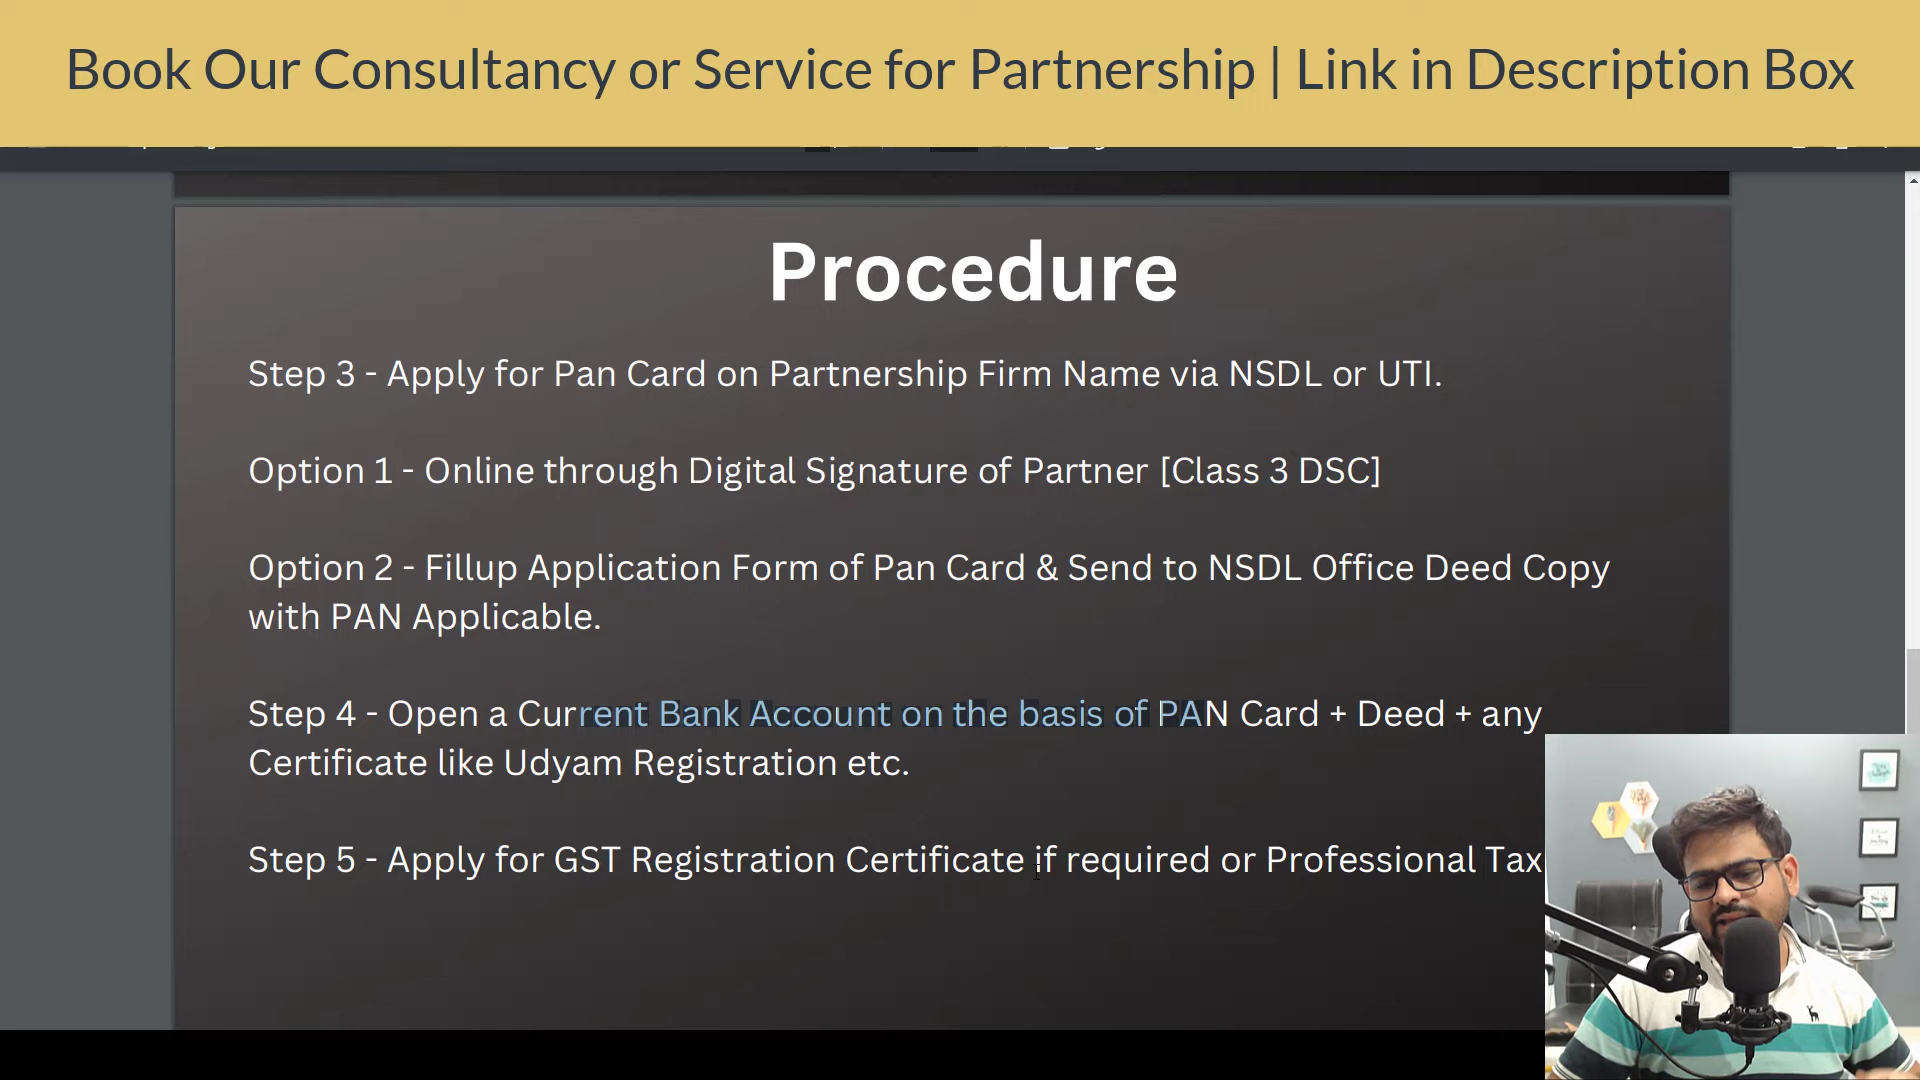 Book Our Consultancy or Service for Partnership | Link in Description Box
Procedure
Step 3 - Apply for Pan Card on Partnership Firm Name via NSDL or UTI.
Option 1 - Online through Digital Signature of Partner [Class 3 DSC]
Option 2 - Fillup Application Form of Pan Card & Send to NSDL Office Deed Copy
with PAN Applicable.
Step 4 - Open a Current Bank Account on the basis of PAN Card + Deed + any
Certificate like Udyam Registration etc.
Step 5 - Apply for GST Registration Certificate if required or Professional Tax